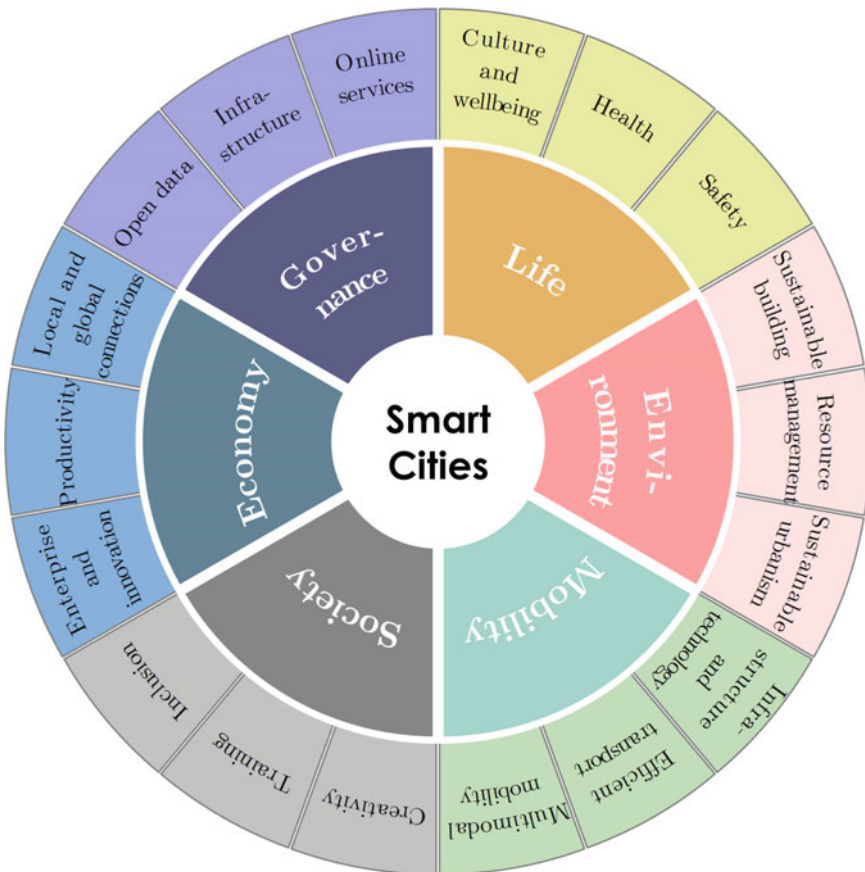 Smart
Cities
Gover-
nance
Life
Envi-
ronment
Mobility
Society
Economy
Online
services
Infra-
structure
Open data
Culture
and
wellbeing
Health
Safety
Sustainable
building
Resource
management
Sustainable
urbanism
Infra-
structure
and
technology
Efficient
transport
Multimodal
mobility
Creativity
Training
Inclusion
Enterprise
and
innovation
Productivity
Local and
global
connections